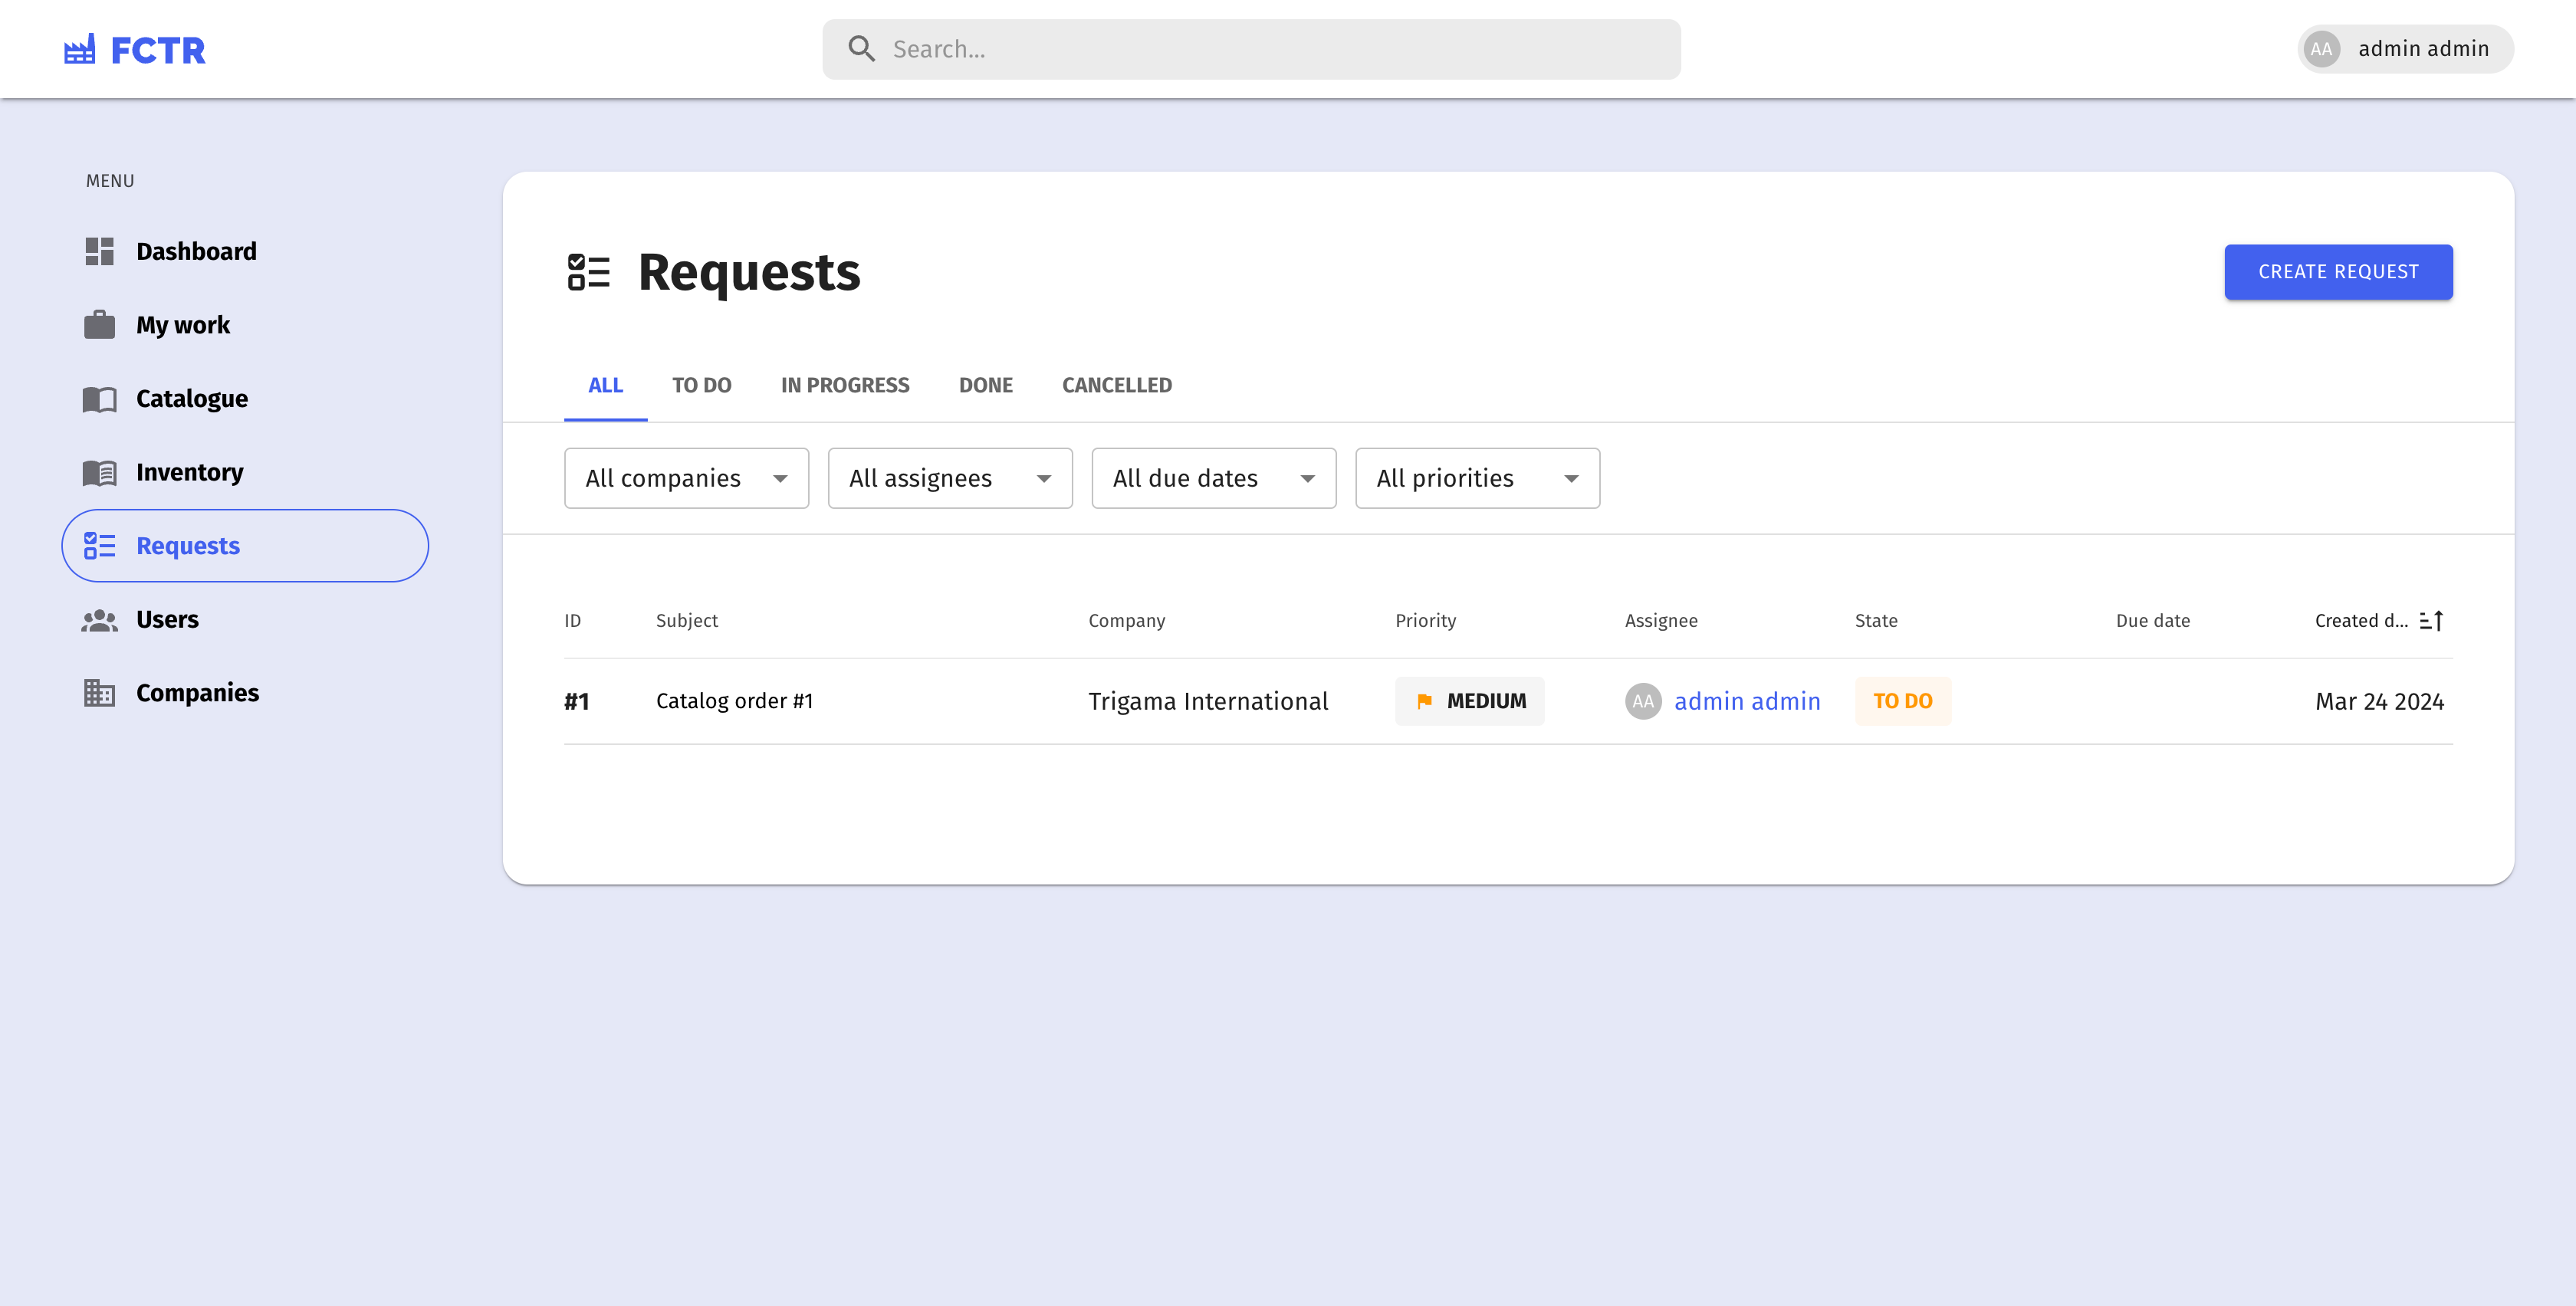 FCTR
Search...
AA admin admin
MENU
Dashboard
My work
Catalogue
Inventory
Requests
Users
Companies
Requests
CREATE REQUEST
ALL TO DO IN PROGRESS DONE CANCELLED
All companies All assignees All due dates All priorities
ID Subject Company Priority Assignee State Due date Created d...
#1 Catalog order #1 Trigama International MEDIUM AA admin admin TO DO Mar 24 2024